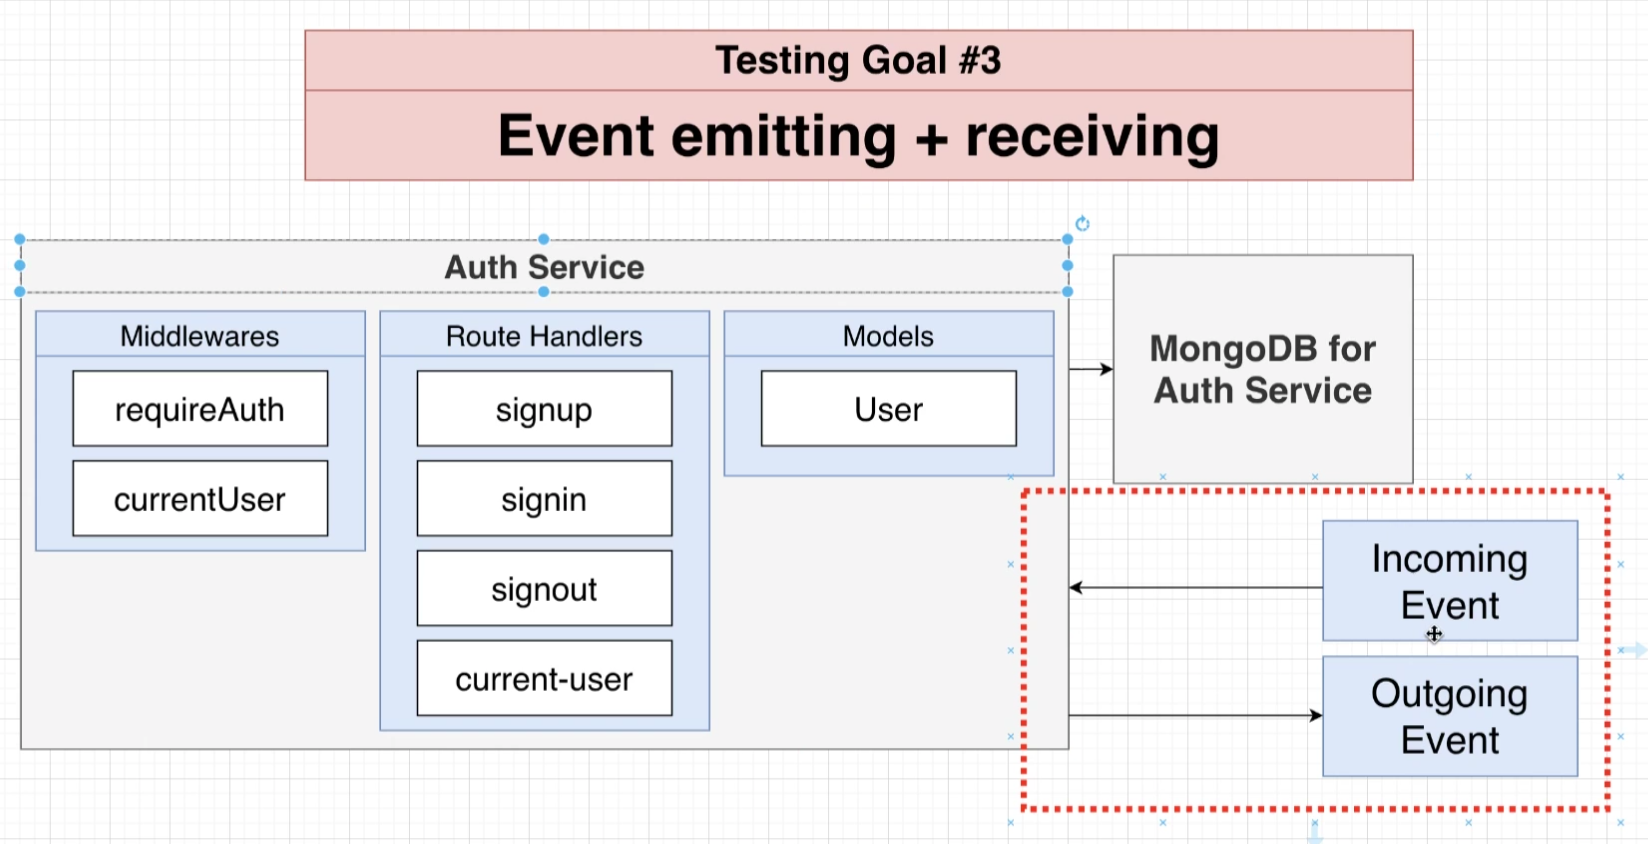 Testing Goal #3
Event emitting + receiving
Auth Service
Middlewares
requireAuth
currentUser
Route Handlers
signup
signin
signout
current-user
Models
User
MongoDB for
Auth Service
Incoming
Event
Outgoing
Event